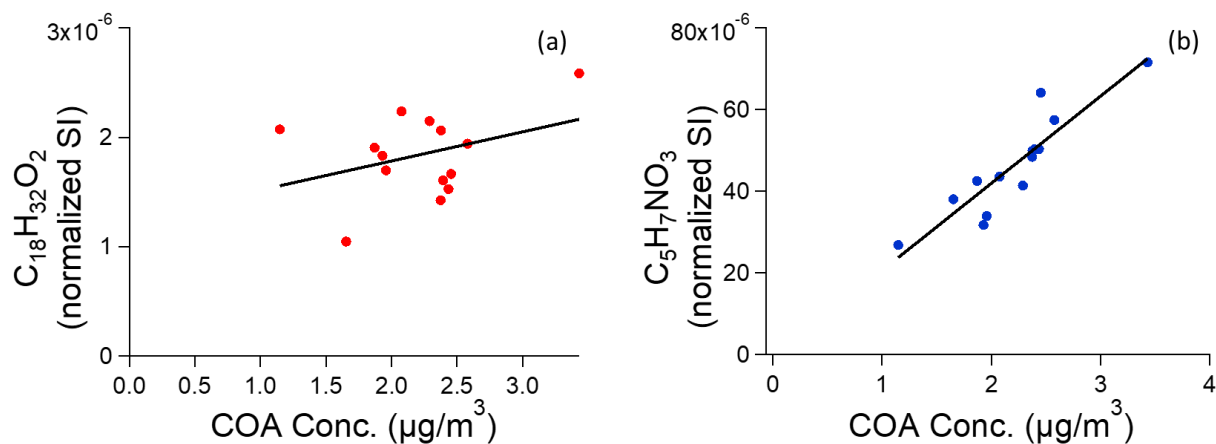 3x10⁻⁶
(a)
C₁₈H₃₂O₂
(normalized SI)
2
1
0
0.0 0.5 1.0 1.5 2.0 2.5 3.0
COA Conc. (µg/m³)
80x10⁻⁶
(b)
C₅H₇NO₃
(normalized SI)
60
40
20
0
0 1 2 3 4
COA Conc. (µg/m³)